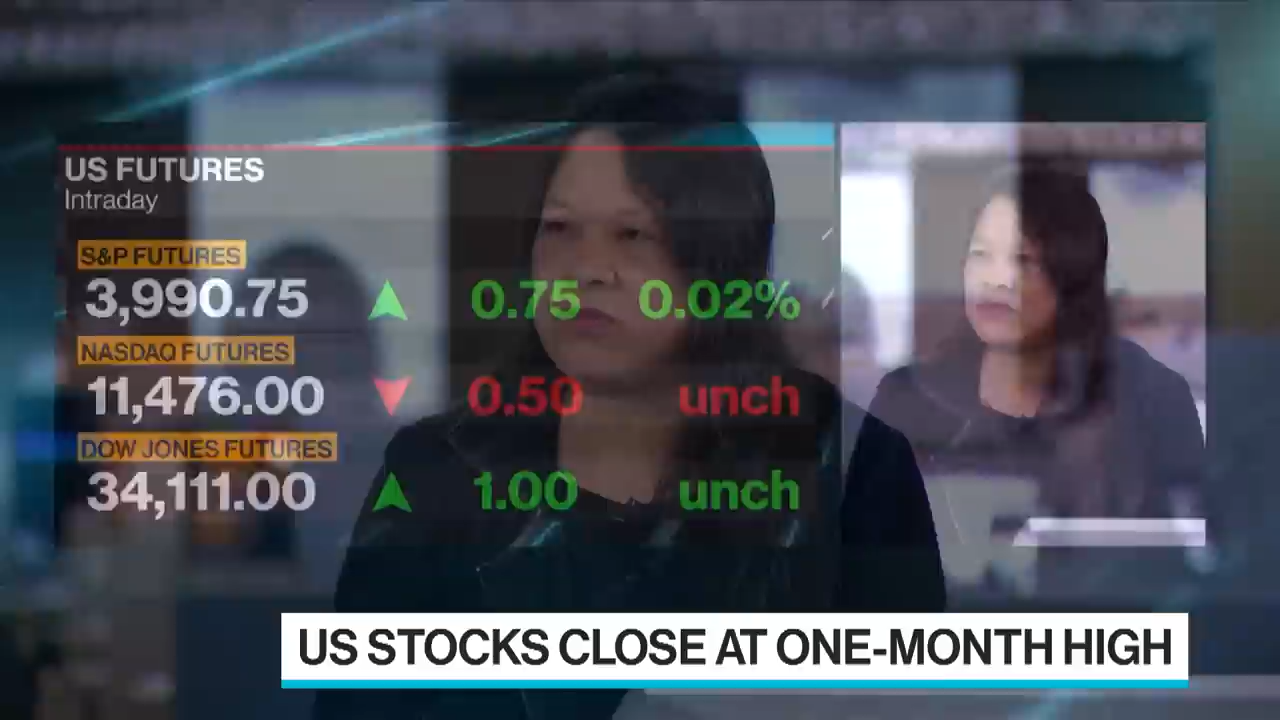 US FUTURES
Intraday
S&P FUTURES
3,990.75 ▲ 0.75 0.02%
NASDAQ FUTURES
11,476.00 ▼ 0.50 unch
DOW JONES FUTURES
34,111.00 ▲ 1.00 unch
US STOCKS CLOSE AT ONE-MONTH HIGH